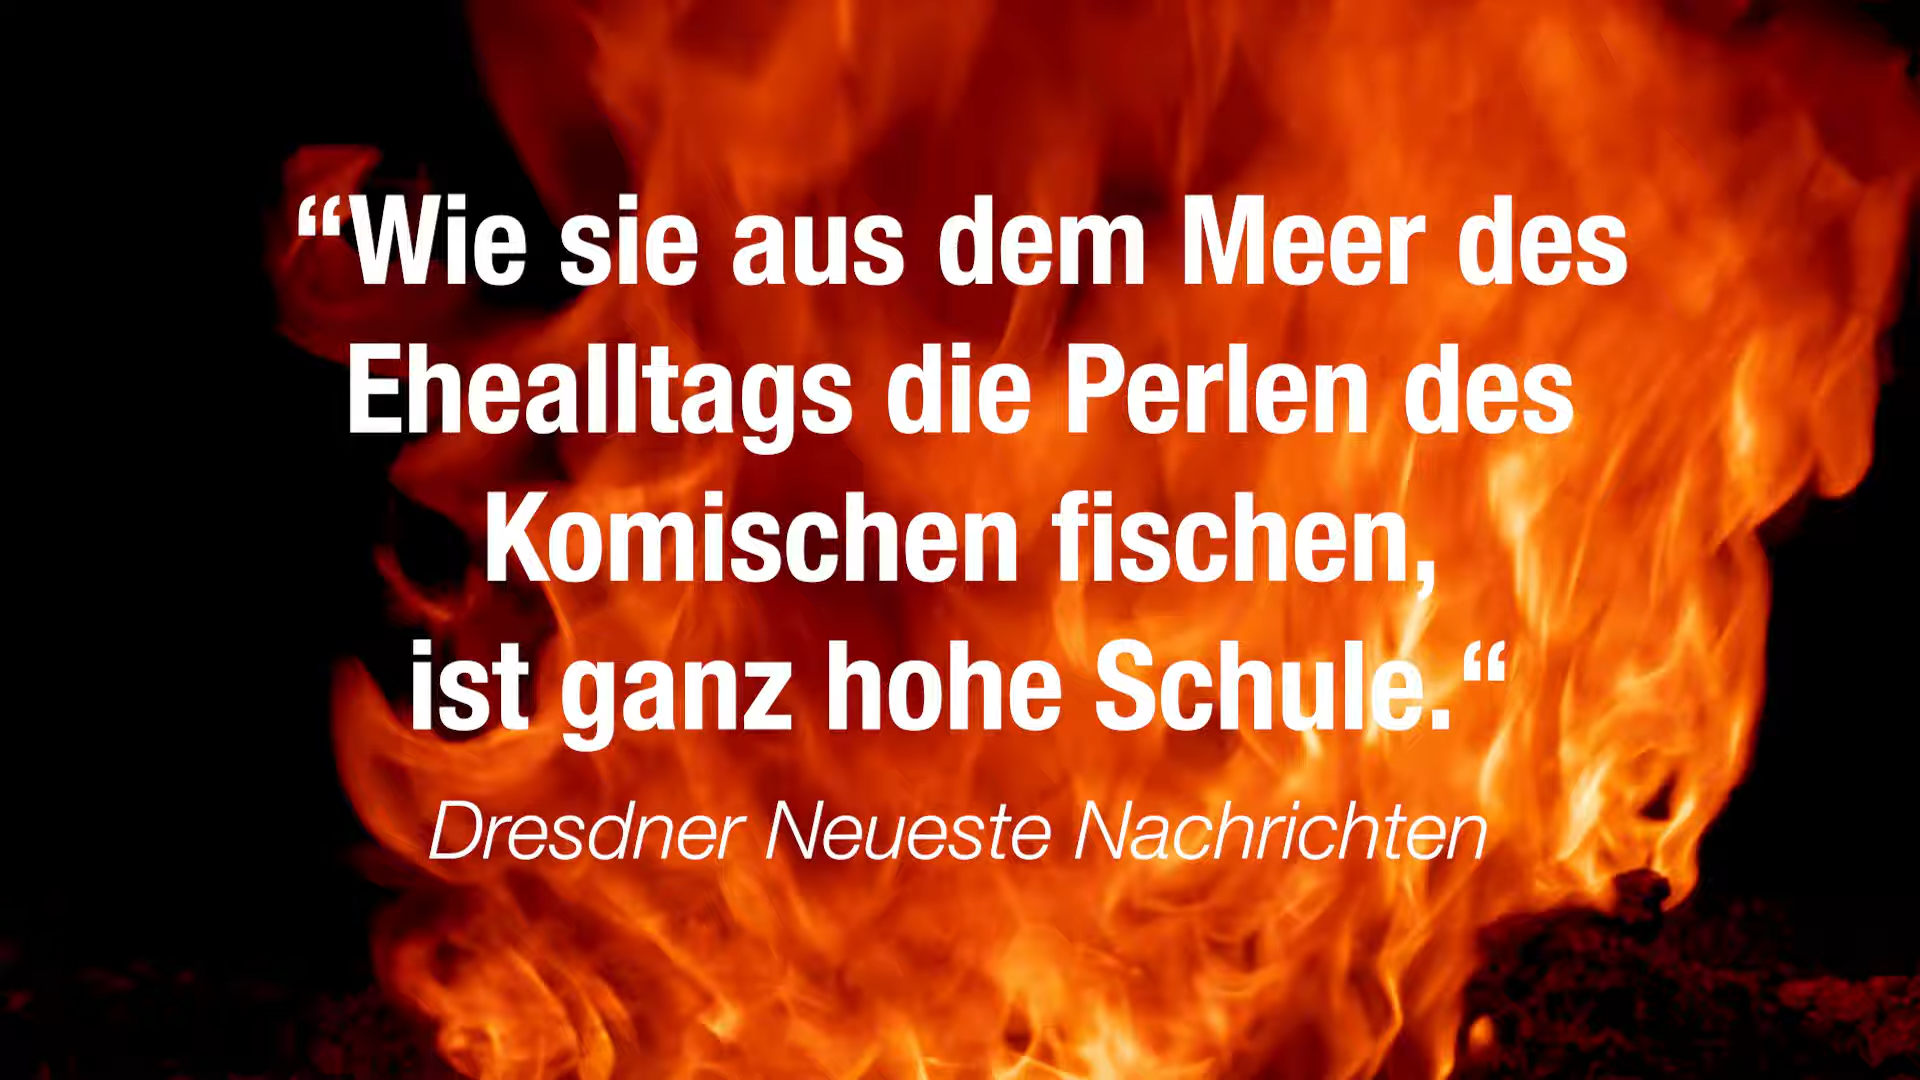 “Wie sie aus dem Meer des
Ehealltags die Perlen des
Komischen fischen,
ist ganz hohe Schule.“
Dresdner Neueste Nachrichten